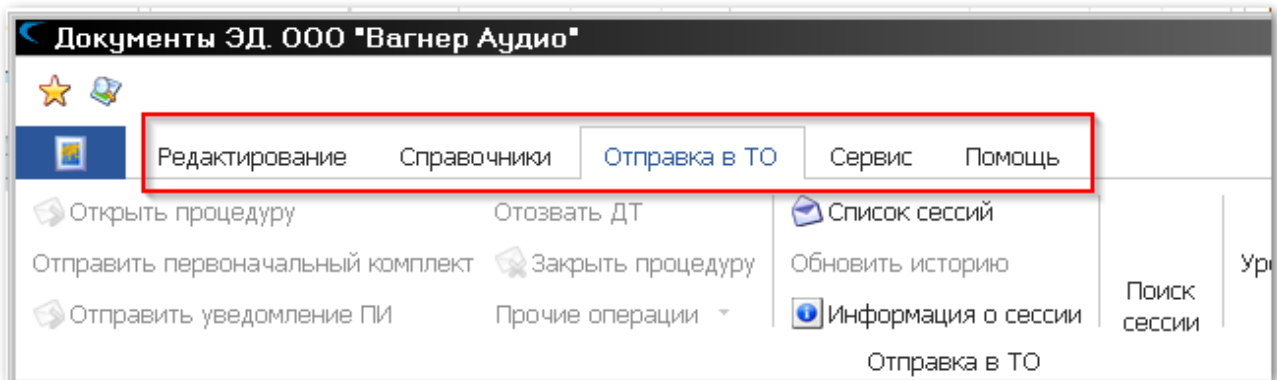 Документы ЭД. ООО "Вагнер Аудио"
Редактирование Справочники Отправка в ТО Сервис Помощь
Открыть процедуру Отозвать ДТ Список сессий
Отправить первоначальный комплект Закрыть процедуру Обновить историю
Отправить уведомление ПИ Прочие операции Информация о сессии
Поиск
сессии
Отправка в ТО